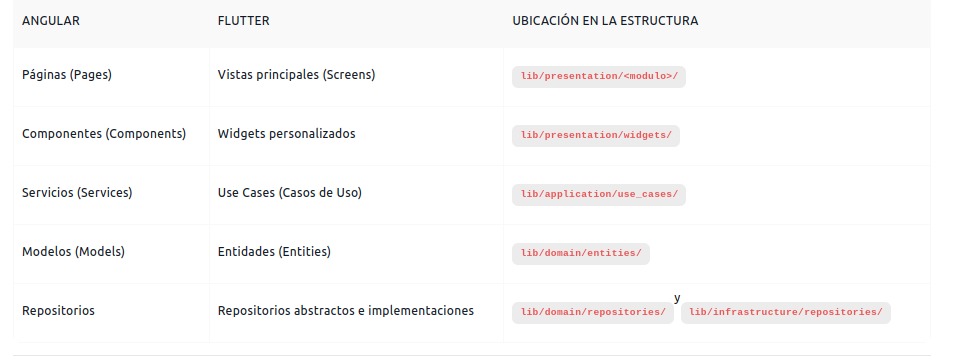 ANGULAR FLUTTER UBICACIÓN EN LA ESTRUCTURA
Páginas (Pages) Vistas principales (Screens) lib/presentation/<modulo>/
Componentes (Components) Widgets personalizados lib/presentation/widgets/
Servicios (Services) Use Cases (Casos de Uso) lib/application/use_cases/
Modelos (Models) Entidades (Entities) lib/domain/entities/
Repositorios Repositorios abstractos e implementaciones lib/domain/repositories/ y lib/infrastructure/repositories/